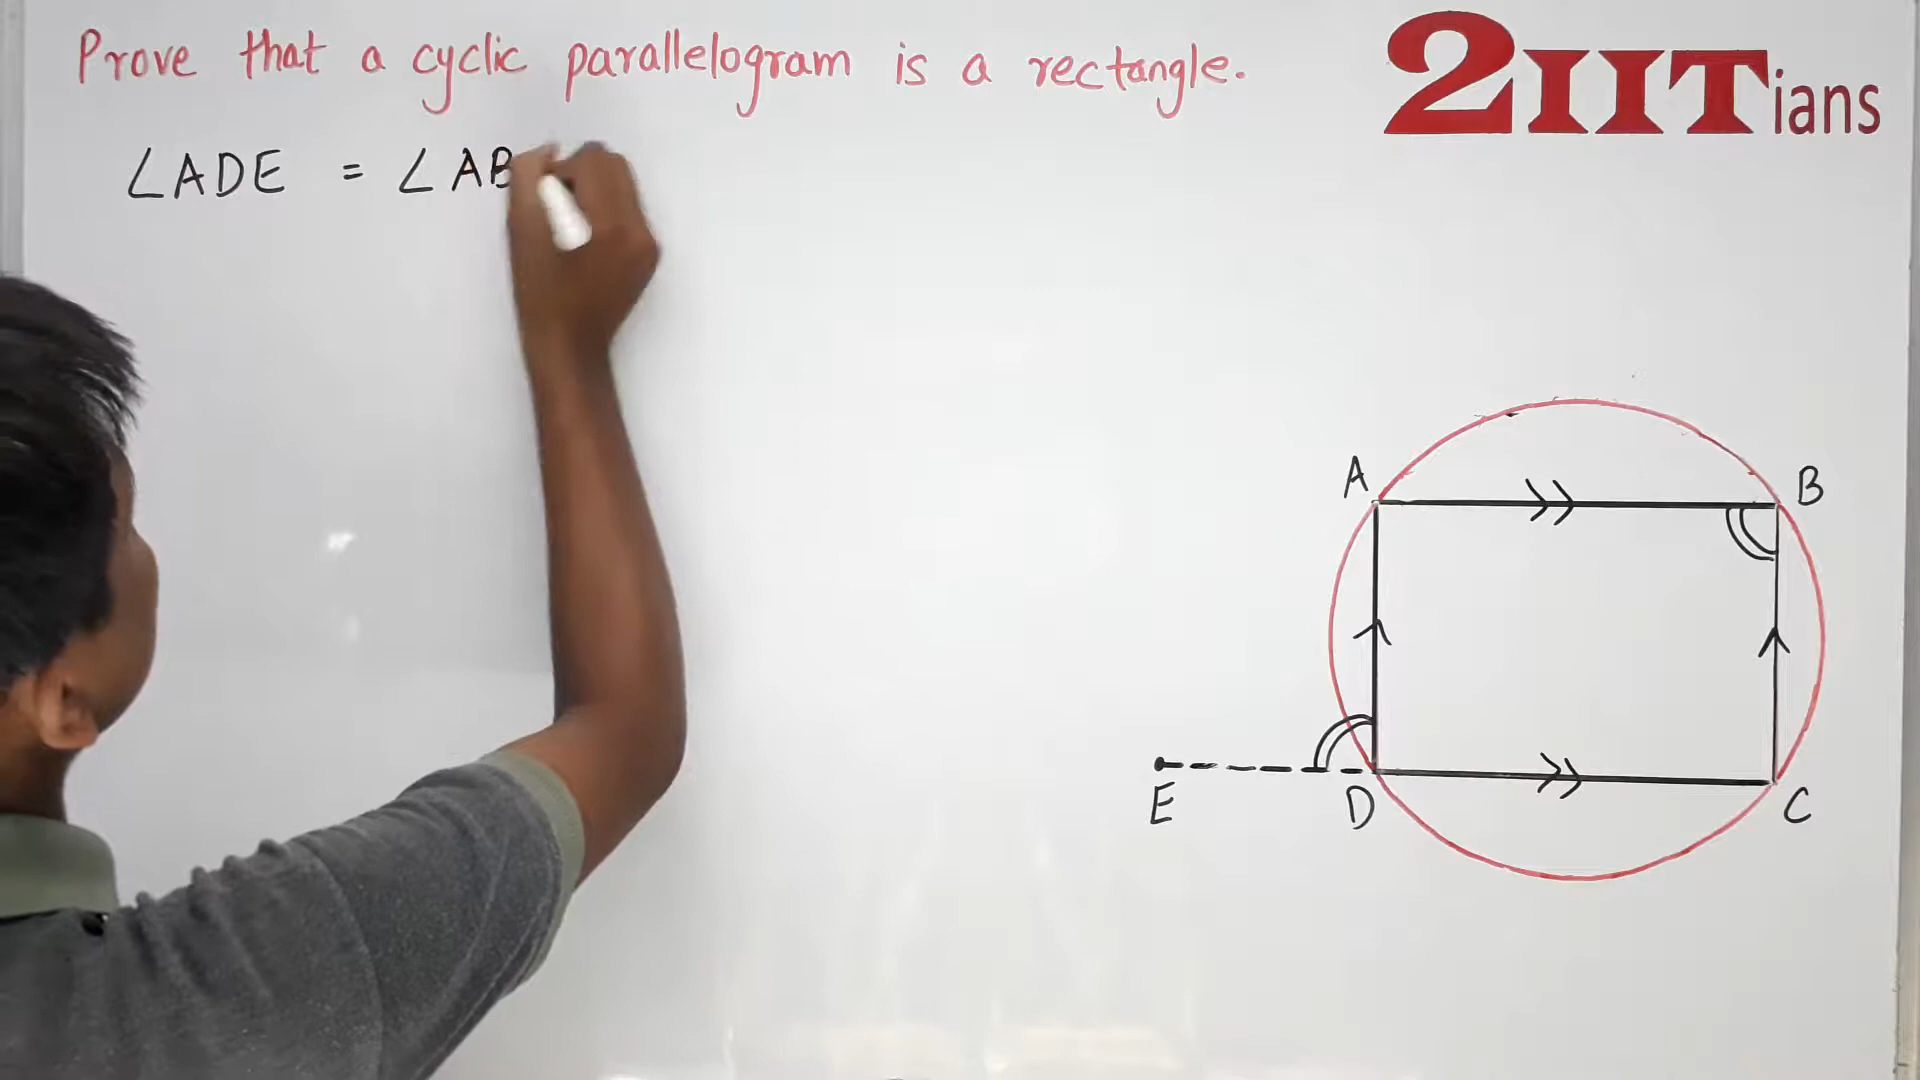 Prove that a cyclic parallelogram is a rectangle.
2IITians
∠ADE = ∠AB
A
B
E
D
C